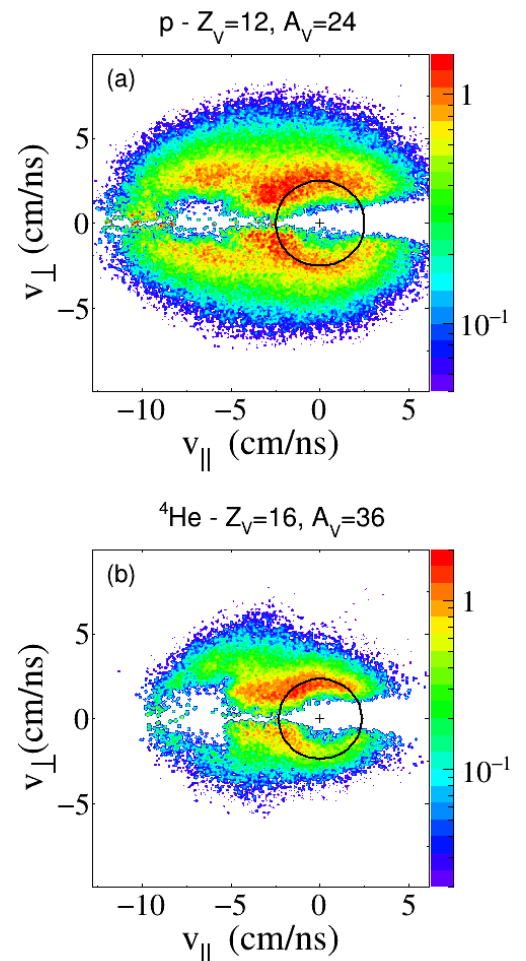 p - Z_V=12, A_V=24
(a)
1
5
0
10⁻¹
−5
−10 −5 0 5
v_⊥ (cm/ns)
v_|| (cm/ns)
⁴He - Z_V=16, A_V=36
(b)
1
5
0
10⁻¹
−5
−10 −5 0 5
v_⊥(cm/ns)
v_|| (cm/ns)